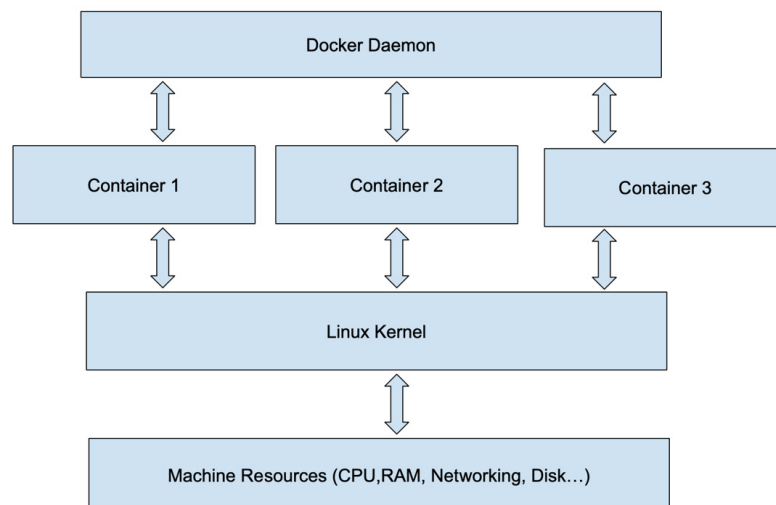 Docker Daemon
Container 1
Container 2
Container 3
Linux Kernel
Machine Resources (CPU,RAM, Networking, Disk…)